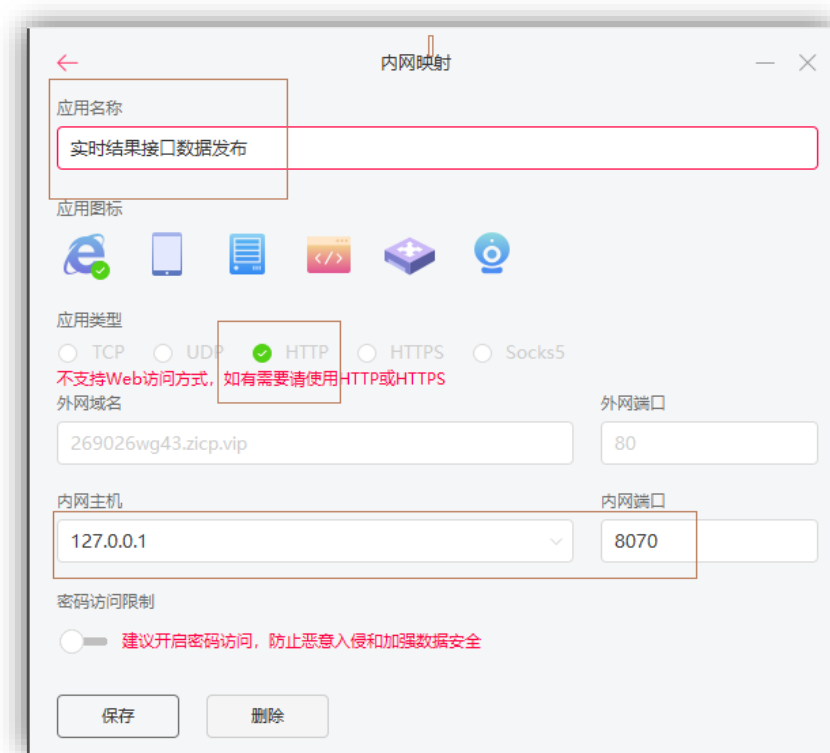 内网映射
应用名称
实时结果接口数据发布
应用图标
应用类型
TCP UDP HTTP HTTPS Socks5
不支持Web访问方式，如有需要请使用HTTP或HTTPS
外网域名 外网端口
269026wg43.zicp.vip 80
内网主机 内网端口
127.0.0.1 8070
密码访问限制
建议开启密码访问，防止恶意入侵和加强数据安全
保存 删除